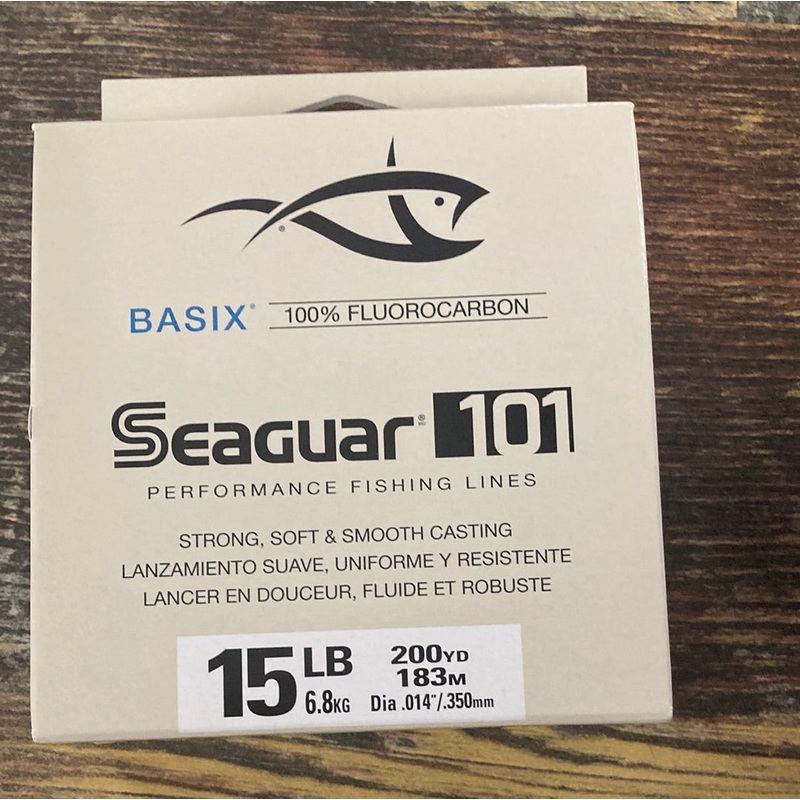 BASIX® 100% FLUOROCARBON
SEAGUAR® 101
PERFORMANCE FISHING LINES
STRONG, SOFT & SMOOTH CASTING
LANZAMIENTO SUAVE, UNIFORME Y RESISTENTE
LANCER EN DOUCEUR, FLUIDE ET ROBUSTE
15 LB 200YD
6.8KG 183M
Dia .014"/.350mm